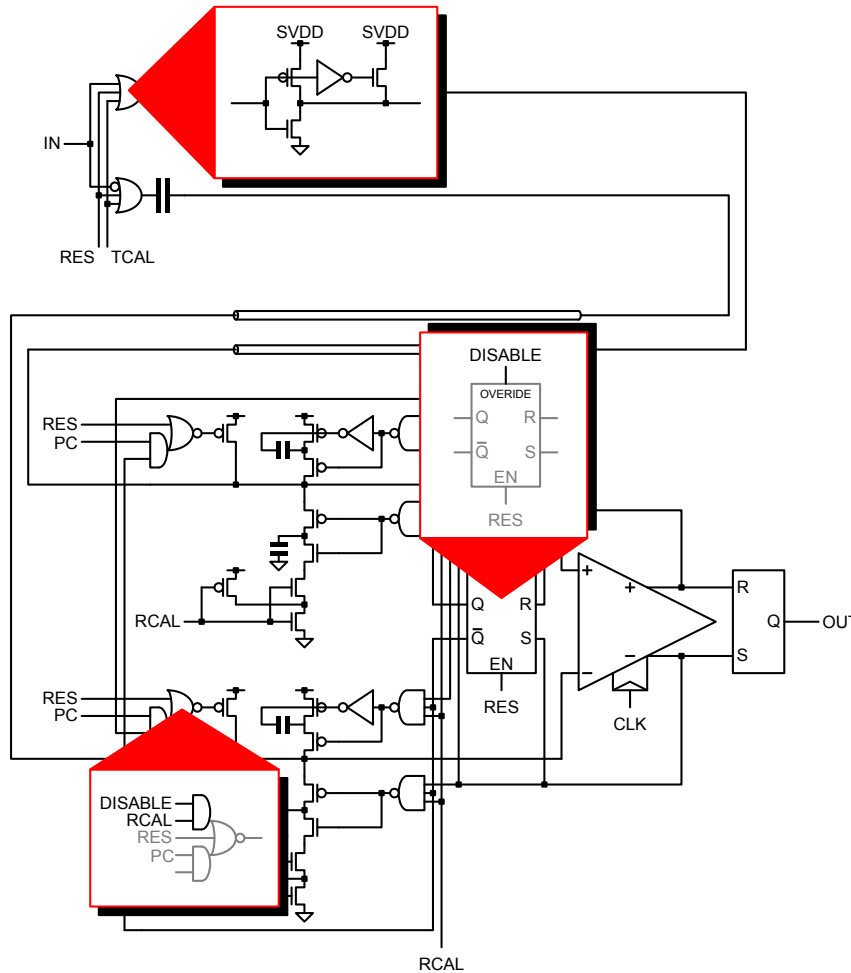 SVDD SVDD
IN
RES TCAL
DISABLE
OVERIDE
Q R
Q̅ S
EN
RES
RES
PC
RCAL
+ +
− −
Q R
Q̅ S
EN
RES
R
Q
S
OUT
CLK
RES
PC
DISABLE
RCAL
RES
PC
RCAL